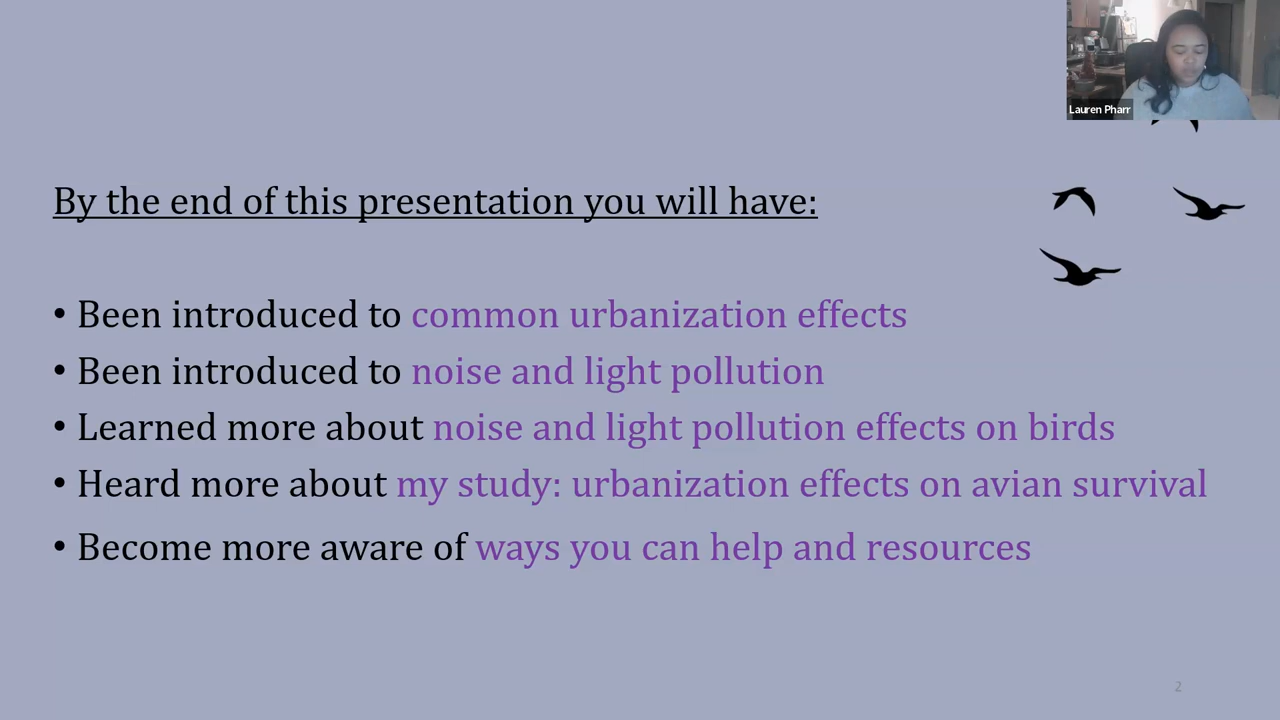 Lauren Pharr
By the end of this presentation you will have:
• Been introduced to common urbanization effects
• Been introduced to noise and light pollution
• Learned more about noise and light pollution effects on birds
• Heard more about my study: urbanization effects on avian survival
• Become more aware of ways you can help and resources
2